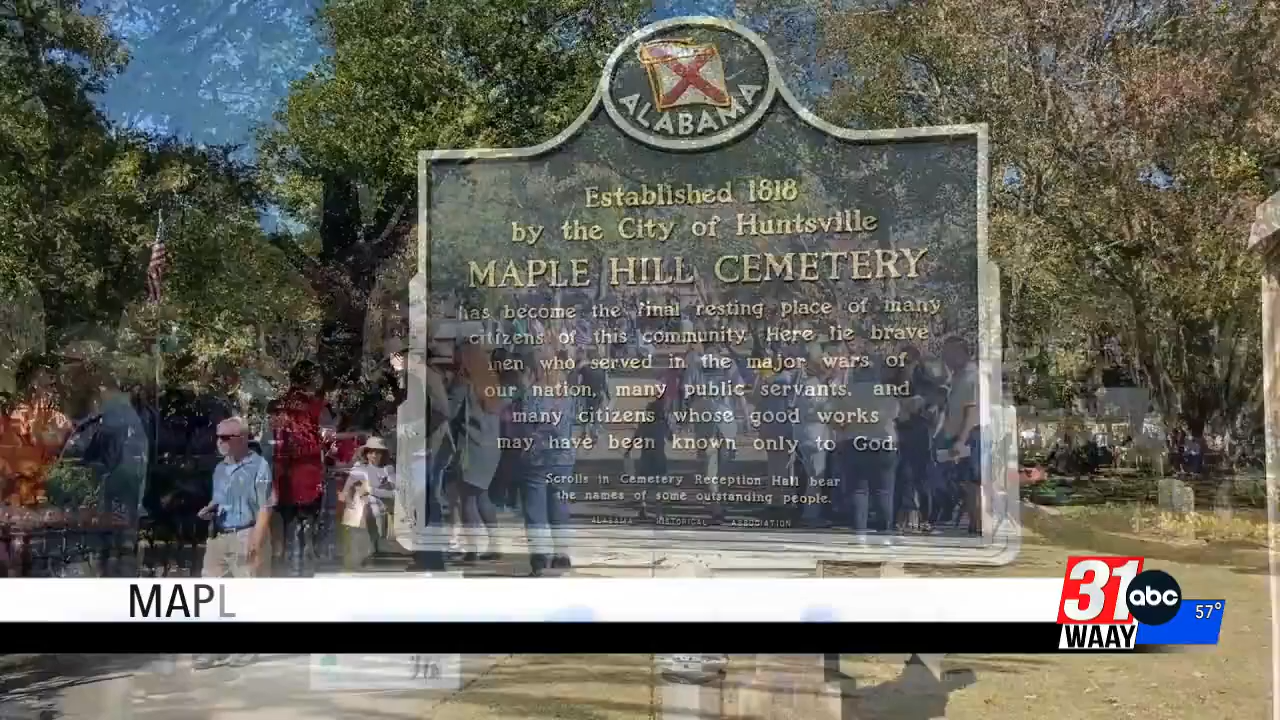 ALABAMA
Established 1818
by the City of Huntsville
MAPLE HILL CEMETERY
has become the final resting place of many
citizens of this community. Here lie brave
men who served in the major wars of
our nation, many public servants, and
many citizens whose good works
may have been known only to God.
Scrolls in Cemetery Reception Hall bear
the names of some outstanding people.
ALABAMA HISTORICAL ASSOCIATION
MAPL
31
abc
57°
WAAY